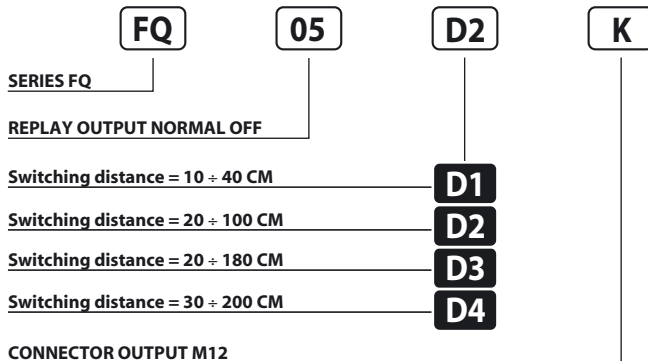 FQ 05 D2 K
SERIES FQ
REPLAY OUTPUT NORMAL OFF
Switching distance = 10 ÷ 40 CM D1
Switching distance = 20 ÷ 100 CM D2
Switching distance = 20 ÷ 180 CM D3
Switching distance = 30 ÷ 200 CM D4
CONNECTOR OUTPUT M12